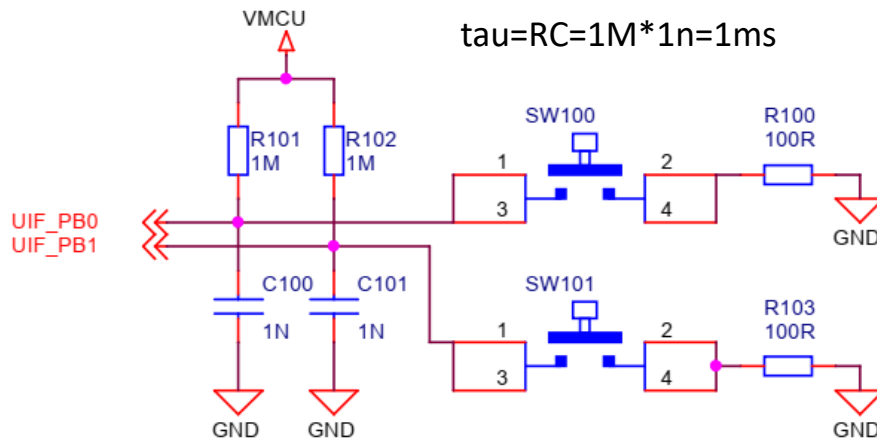 VMCU
tau=RC=1M*1n=1ms
R101
1M
R102
1M
SW100
1
2
3
4
R100
100R
GND
UIF_PB0
UIF_PB1
C100
1N
C101
1N
SW101
1
2
3
4
R103
100R
GND
GND
GND